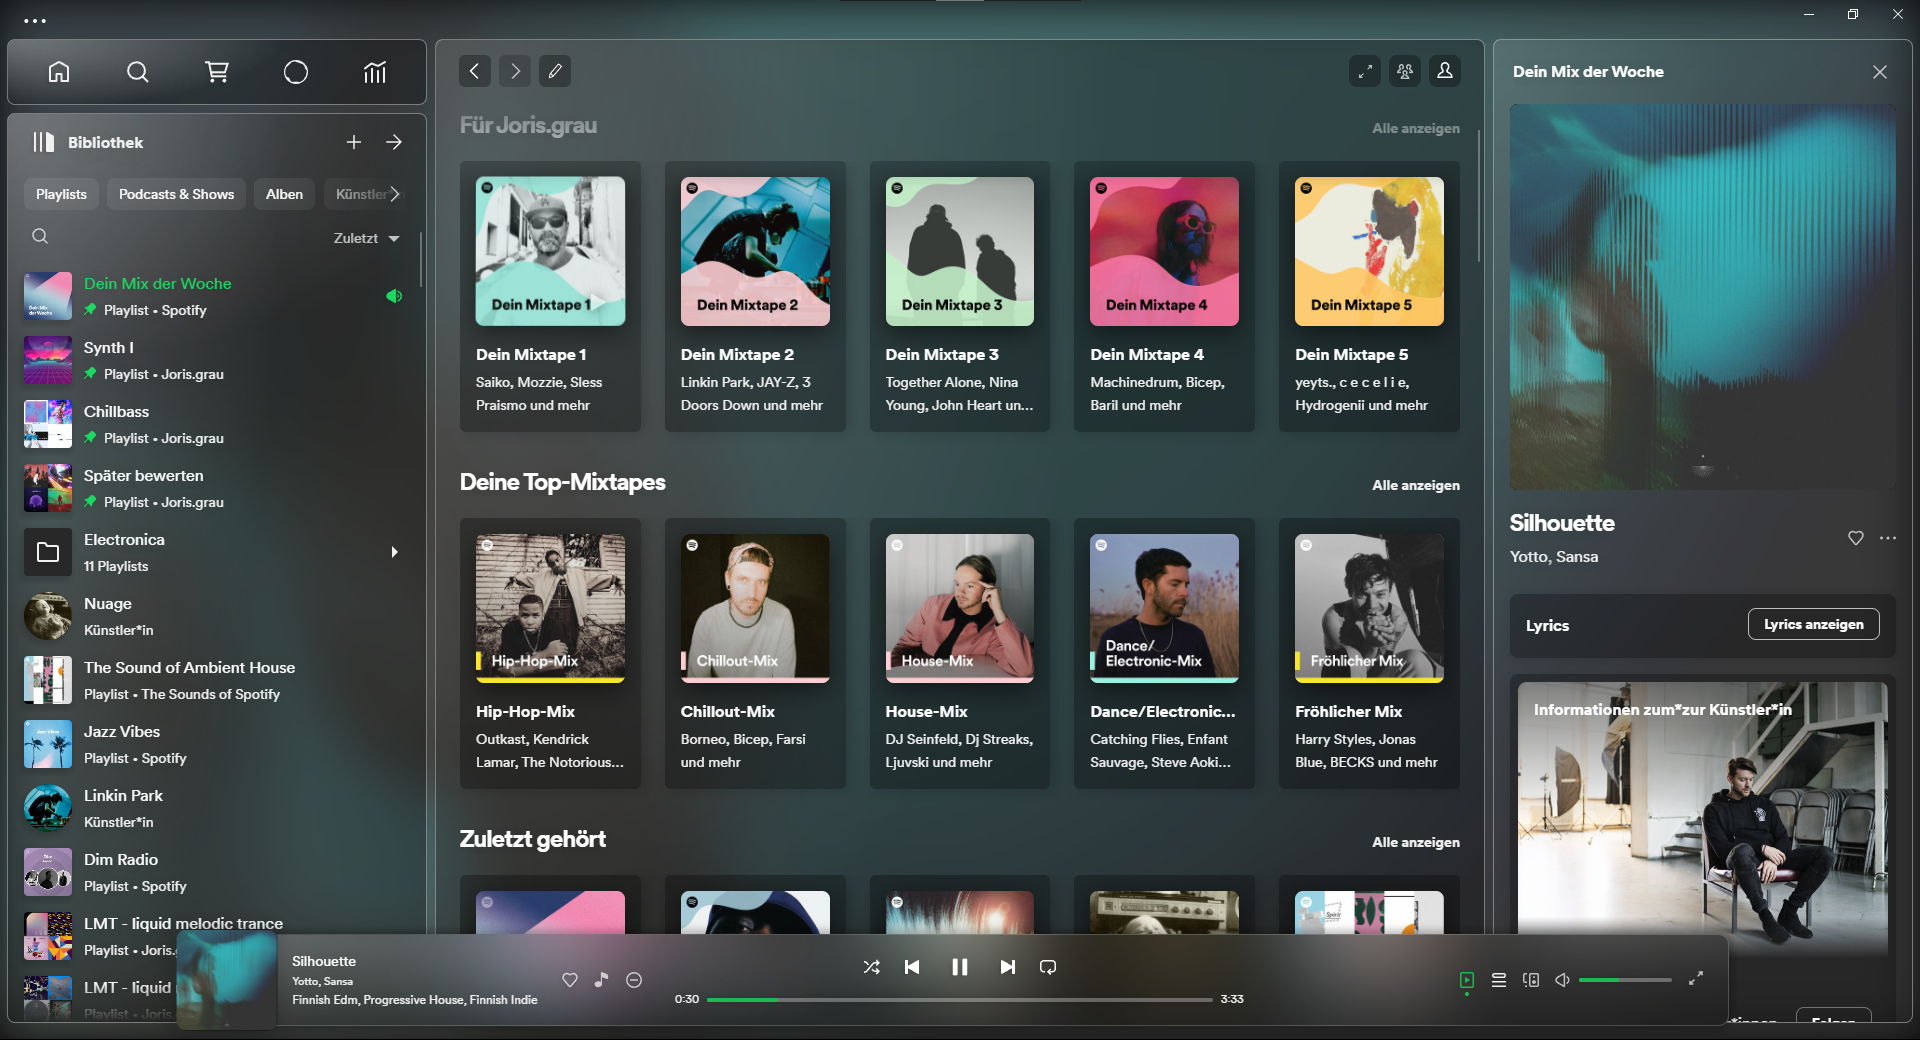 Bibliothek
Playlists
Podcasts & Shows
Alben
Künstler
Zuletzt
Dein Mix der Woche
Playlist • Spotify
Synth I
Playlist • Joris.grau
Chillbass
Playlist • Joris.grau
Später bewerten
Playlist • Joris.grau
Electronica
11 Playlists
Nuage
Künstler*in
The Sound of Ambient House
Playlist • The Sounds of Spotify
Jazz Vibes
Playlist • Spotify
Linkin Park
Künstler*in
Dim Radio
Playlist • Spotify
LMT - liquid melodic trance
Playlist • Joris.
LMT - liquid
Playlist • Joris.
Für Joris.grau
Alle anzeigen
Dein Mixtape 1
Dein Mixtape 2
Dein Mixtape 3
Dein Mixtape 4
Dein Mixtape 5
Dein Mixtape 1
Saiko, Mozzie, Sless
Praismo und mehr
Dein Mixtape 2
Linkin Park, JAY-Z, 3
Doors Down und mehr
Dein Mixtape 3
Together Alone, Nina
Young, John Heart un...
Dein Mixtape 4
Machinedrum, Bicep,
Baril und mehr
Dein Mixtape 5
yeyts., c e c e l i e,
Hydrogenii und mehr
Deine Top-Mixtapes
Alle anzeigen
Hip-Hop-Mix
Chillout-Mix
House-Mix
Dance/
Electronic-Mix
Fröhlicher Mix
Hip-Hop-Mix
Outkast, Kendrick
Lamar, The Notorious...
Chillout-Mix
Borneo, Bicep, Farsi
und mehr
House-Mix
DJ Seinfeld, Dj Streaks,
Ljuvski und mehr
Dance/Electronic...
Catching Flies, Enfant
Sauvage, Steve Aoki...
Fröhlicher Mix
Harry Styles, Jonas
Blue, BECKS und mehr
Zuletzt gehört
Alle anzeigen
Dein Mix der Woche
Silhouette
Yotto, Sansa
Lyrics
Lyrics anzeigen
Informationen zum*zur Künstler*in
Folgen
Silhouette
Yotto, Sansa
Finnish Edm, Progressive House, Finnish Indie
0:30
3:33